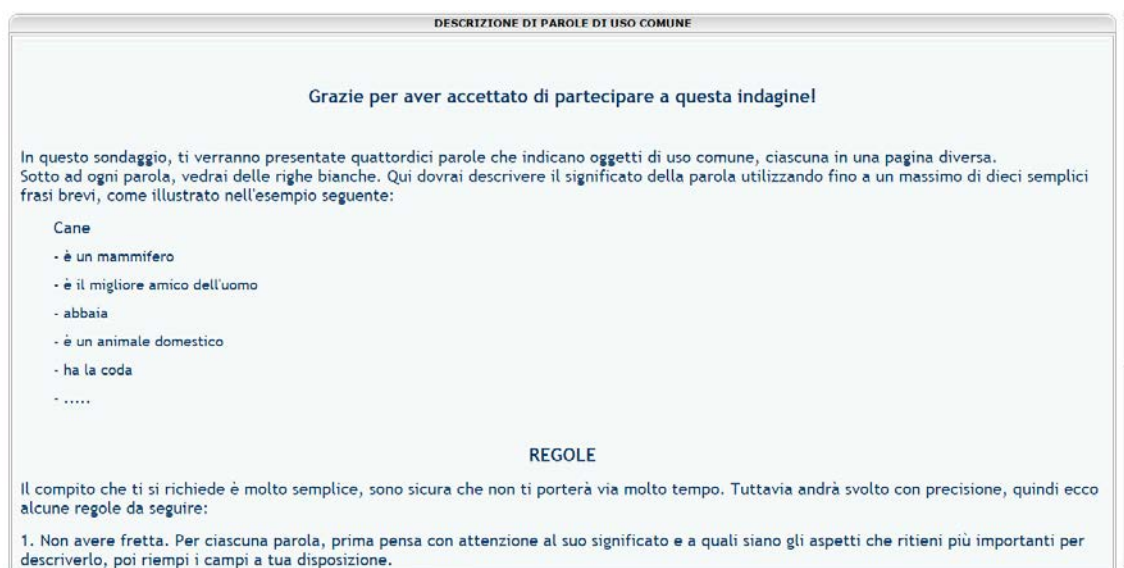 DESCRIZIONE DI PAROLE DI USO COMUNE
Grazie per aver accettato di partecipare a questa indagine!
In questo sondaggio, ti verranno presentate quattordici parole che indicano oggetti di uso comune, ciascuna in una pagina diversa.
Sotto ad ogni parola, vedrai delle righe bianche. Qui dovrai descrivere il significato della parola utilizzando fino a un massimo di dieci semplici
frasi brevi, come illustrato nell'esempio seguente:
Cane
- è un mammifero
- è il migliore amico dell'uomo
- abbaia
- è un animale domestico
- ha la coda
- .....
REGOLE
Il compito che ti si richiede è molto semplice, sono sicura che non ti porterà via molto tempo. Tuttavia andrà svolto con precisione, quindi ecco
alcune regole da seguire:
1. Non avere fretta. Per ciascuna parola, prima pensa con attenzione al suo significato e a quali siano gli aspetti che ritieni più importanti per
descriverlo, poi riempi i campi a tua disposizione.